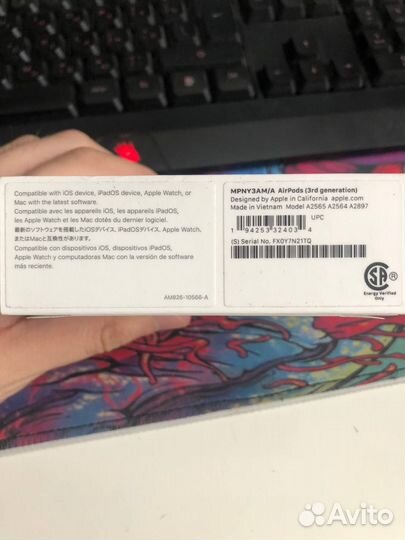 Compatible with iOS device, iPadOS device, Apple Watch, or
Mac with the latest software.
Compatible avec les appareils iOS, les appareils iPadOS,
les Apple Watch et les Mac dotés du dernier logiciel.
最新のソフトウェアを搭載したiOSデバイス、iPadOSデバイス、Apple Watch、
またはMacと互換性があります。
Compatible con dispositivos iOS, dispositivos iPadOS,
Apple Watch y computadoras Mac con la versión de software
más reciente.
AM826-10566-A
MPNY3AM/A AirPods (3rd generation)
Designed by Apple in California apple.com
Made in Vietnam Model A2565 A2564 A2897
UPC
1 94253 32403 4
(S) Serial No. FX0Y7N21TQ
SA
Energy Verified
Only
Avito